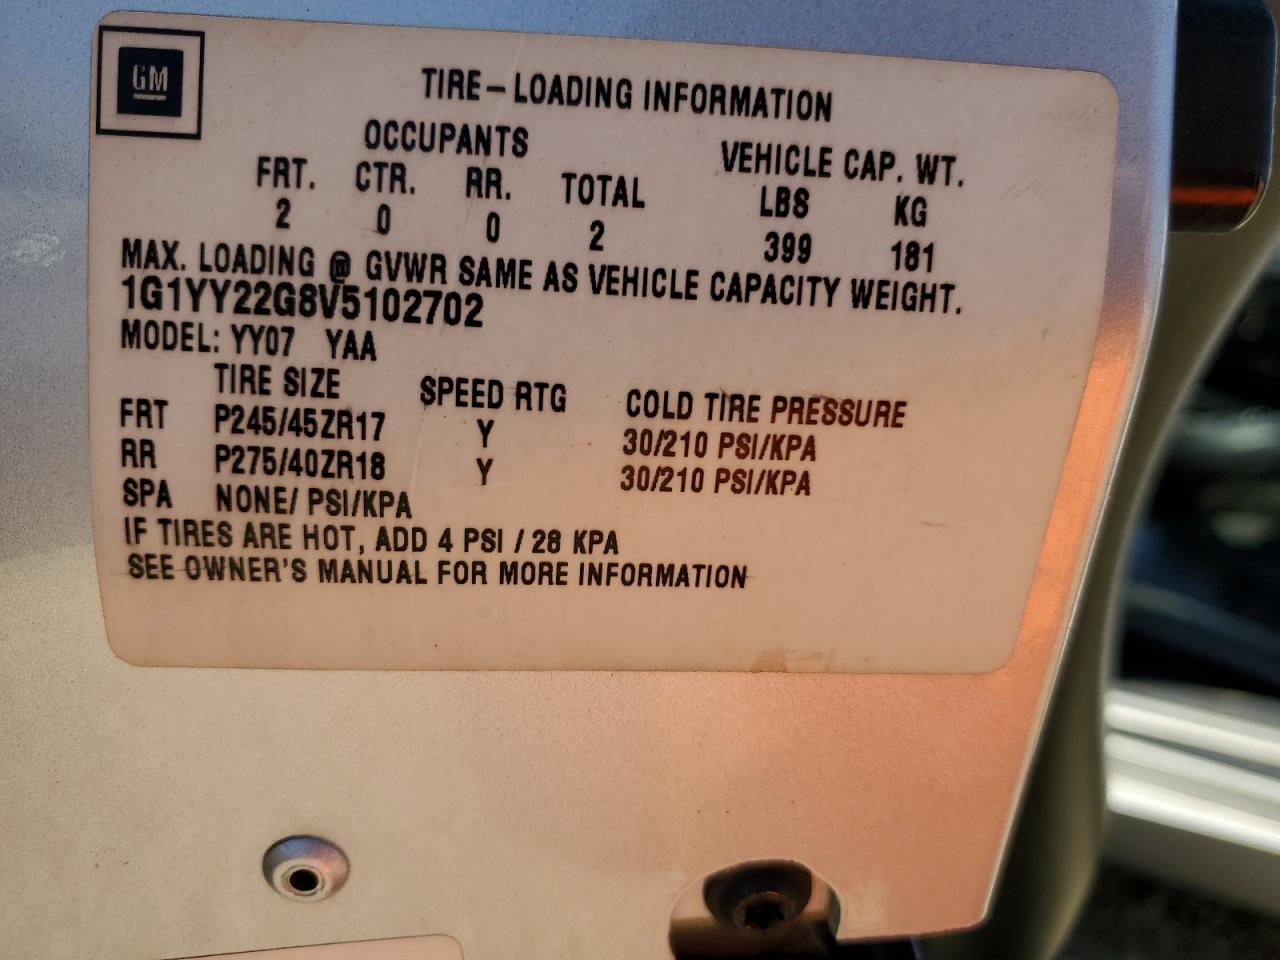 GM
TIRE-LOADING INFORMATION
OCCUPANTS VEHICLE CAP. WT.
FRT. CTR. RR. TOTAL LBS KG
2 0 0 2 399 181
MAX. LOADING @ GVWR SAME AS VEHICLE CAPACITY WEIGHT.
1G1YY22G8V5102702
MODEL: YY07 YAA
TIRE SIZE SPEED RTG COLD TIRE PRESSURE
FRT P245/45ZR17 Y 30/210 PSI/KPA
RR P275/40ZR18 Y 30/210 PSI/KPA
SPA NONE/ PSI/KPA
IF TIRES ARE HOT, ADD 4 PSI / 28 KPA
SEE OWNER'S MANUAL FOR MORE INFORMATION